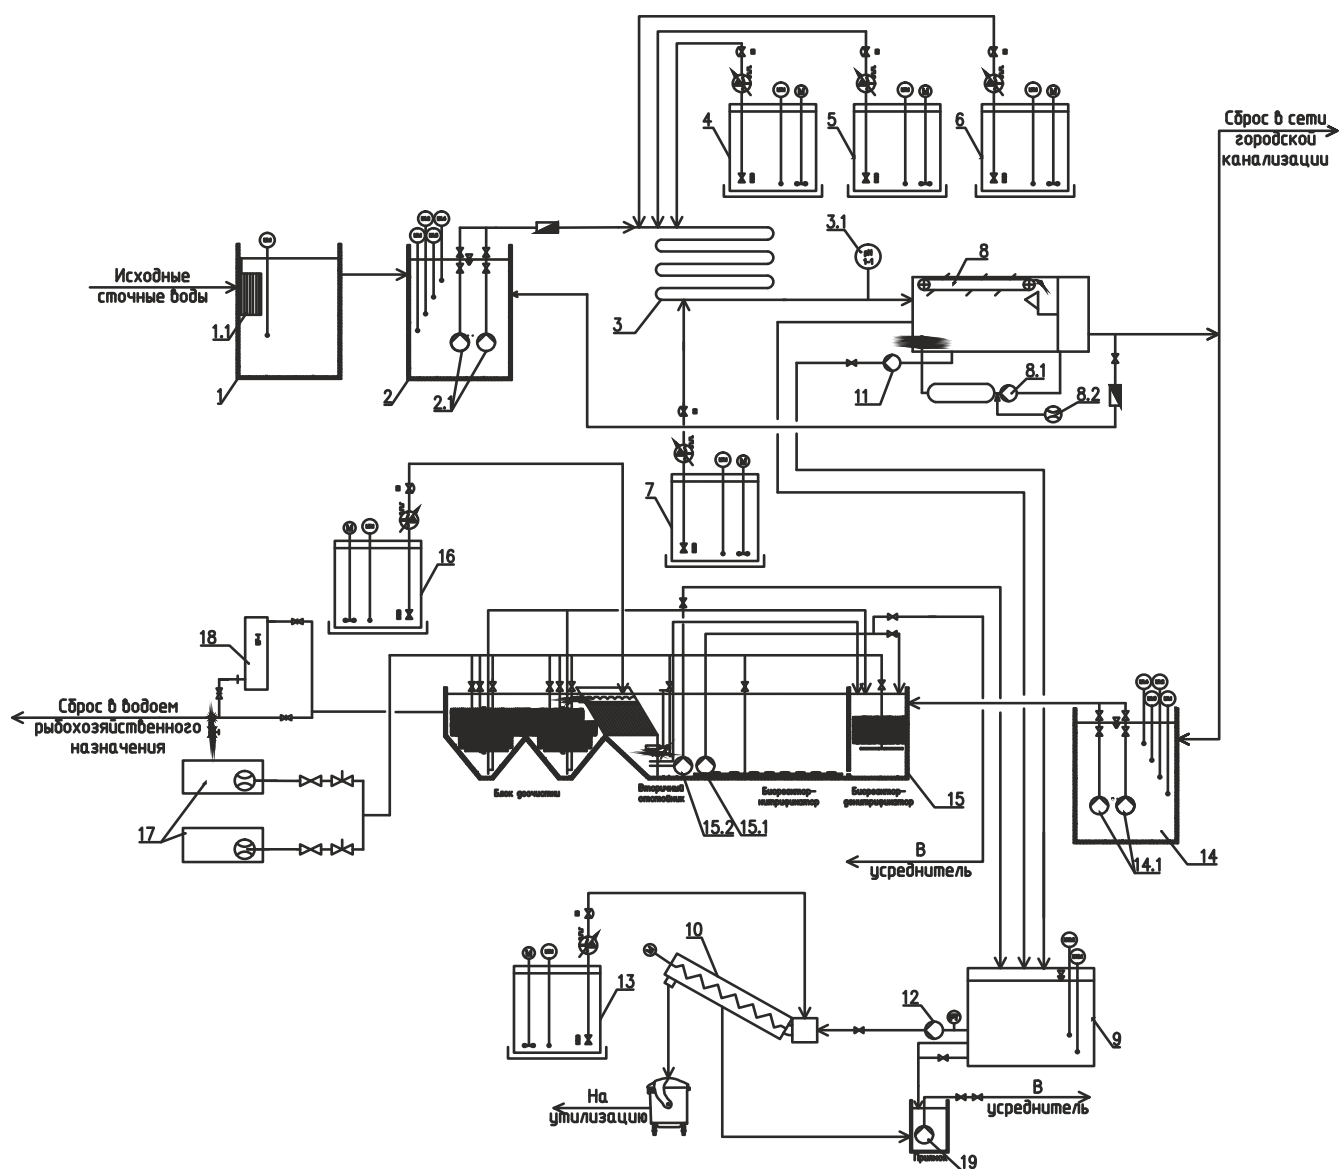 4
5
6
Сброс в сети
городской
канализации
3.1
8
Исходные
сточные воды
1.1
3
1
2
2.1
11
8.1
8.2
7
16
18
Сброс в водоем
рыбохозяйственного
назначения
17
Блок доочистки
Вторичный
отстойник
Биореактор-
нитрификатор
Биореактор-
денитрификатор
15
15.2
15.1
14.1
14
В
усреднитель
10
13
12
9
На
утилизацию
В
усреднитель
Приямок
19